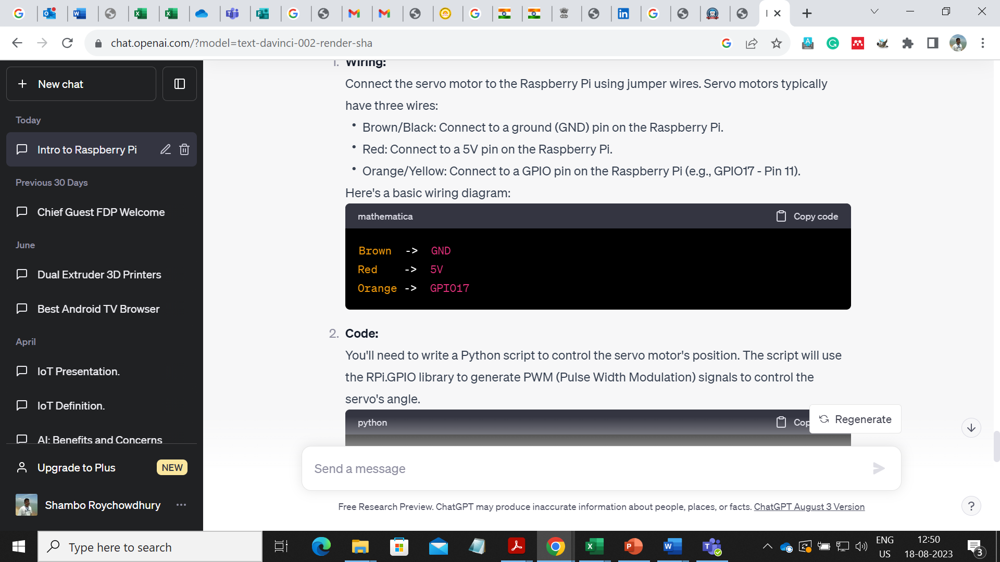 chat.openai.com/?model=text-davinci-002-render-sha
New chat
Today
Intro to Raspberry Pi
Previous 30 Days
Chief Guest FDP Welcome
June
Dual Extruder 3D Printers
Best Android TV Browser
April
IoT Presentation.
IoT Definition.
AI: Benefits and Concerns
Upgrade to Plus NEW
Shambo Roychowdhury
1. Wiring:
Connect the servo motor to the Raspberry Pi using jumper wires. Servo motors typically
have three wires:
• Brown/Black: Connect to a ground (GND) pin on the Raspberry Pi.
• Red: Connect to a 5V pin on the Raspberry Pi.
• Orange/Yellow: Connect to a GPIO pin on the Raspberry Pi (e.g., GPIO17 - Pin 11).
Here's a basic wiring diagram:
mathematica Copy code
Brown -> GND
Red -> 5V
Orange -> GPIO17
2. Code:
You'll need to write a Python script to control the servo motor's position. The script will use
the RPi.GPIO library to generate PWM (Pulse Width Modulation) signals to control the
servo's angle.
python Cop
Regenerate
Send a message
Free Research Preview. ChatGPT may produce inaccurate information about people, places, or facts. ChatGPT August 3 Version
?
Type here to search
ENG
US
12:50
18-08-2023
3